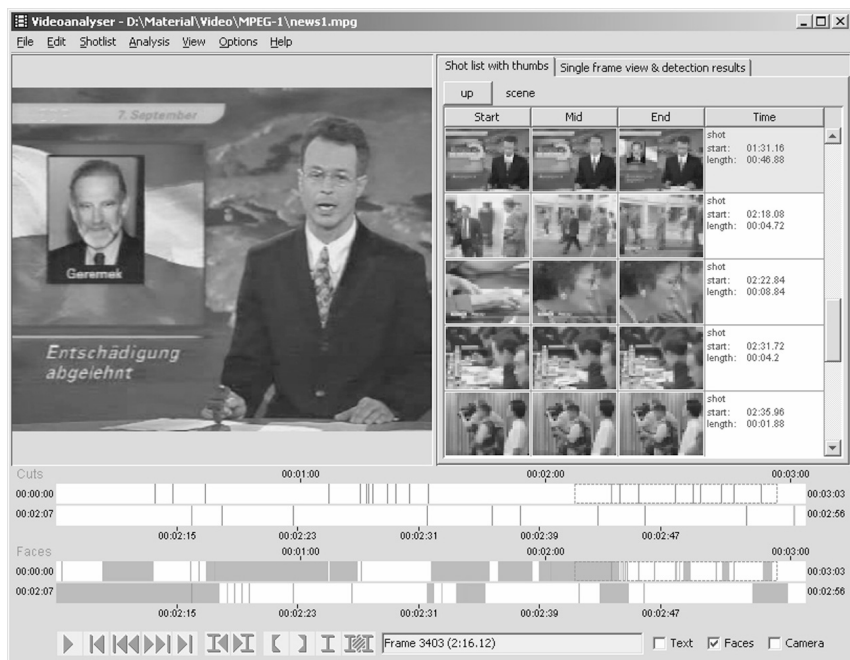 Videoanalyser - D:\Material\Video\MPEG-1\news1.mpg
File Edit Shotlist Analysis View Options Help
7. September
Geremek
Entschädigung
abgelehnt
Shot list with thumbs Single frame view & detection results
up scene
Start Mid End Time
shot
start: 01:31.16
length: 00:46.88
shot
start: 02:18.08
length: 00:04.72
shot
start: 02:22.84
length: 00:08.84
shot
start: 02:31.72
length: 00:04.2
shot
start: 02:35.96
length: 00:01.88
Cuts 00:01:00 00:02:00 00:03:00
00:00:00 00:03:03
00:02:07 00:02:56
00:02:15 00:02:23 00:02:31 00:02:39 00:02:47
Faces 00:01:00 00:02:00 00:03:00
00:00:00 00:03:03
00:02:07 00:02:56
00:02:15 00:02:23 00:02:31 00:02:39 00:02:47
Frame 3403 (2:16.12) Text Faces Camera